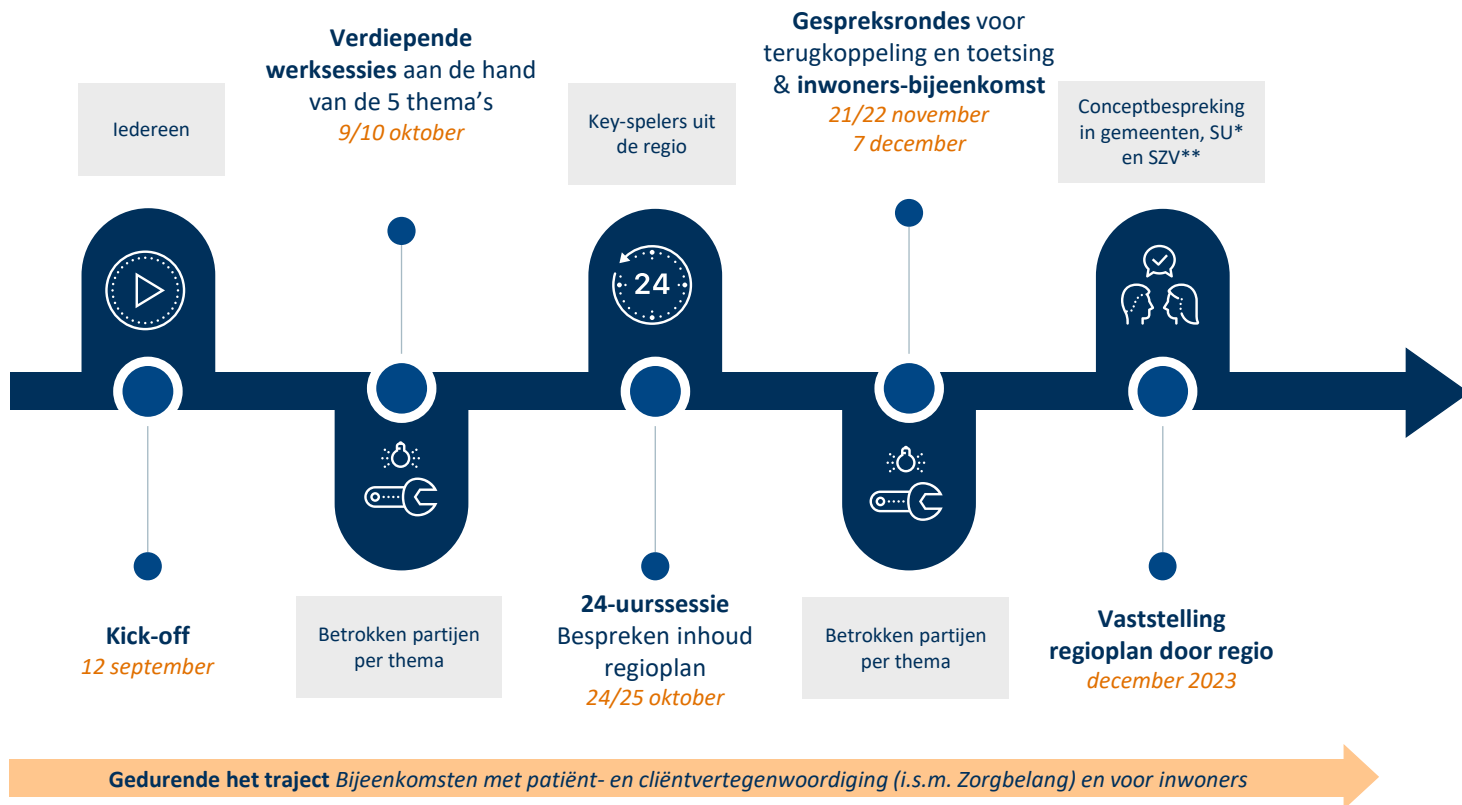 Iedereen
Kick-off
12 september
Verdiepende
werksessies aan de hand
van de 5 thema's
9/10 oktober
Betrokken partijen
per thema
Key-spelers uit
de regio
24
24-uurssessie
Bespreken inhoud
regioplan
24/25 oktober
Gespreksrondes voor
terugkoppeling en toetsing
& inwoners-bijeenkomst
21/22 november
7 december
Betrokken partijen
per thema
Conceptbespreking
in gemeenten, SU*
en SZV**
Vaststelling
regioplan door regio
december 2023
Gedurende het traject Bijeenkomsten met patiënt- en cliëntvertegenwoordiging (i.s.m. Zorgbelang) en voor inwoners